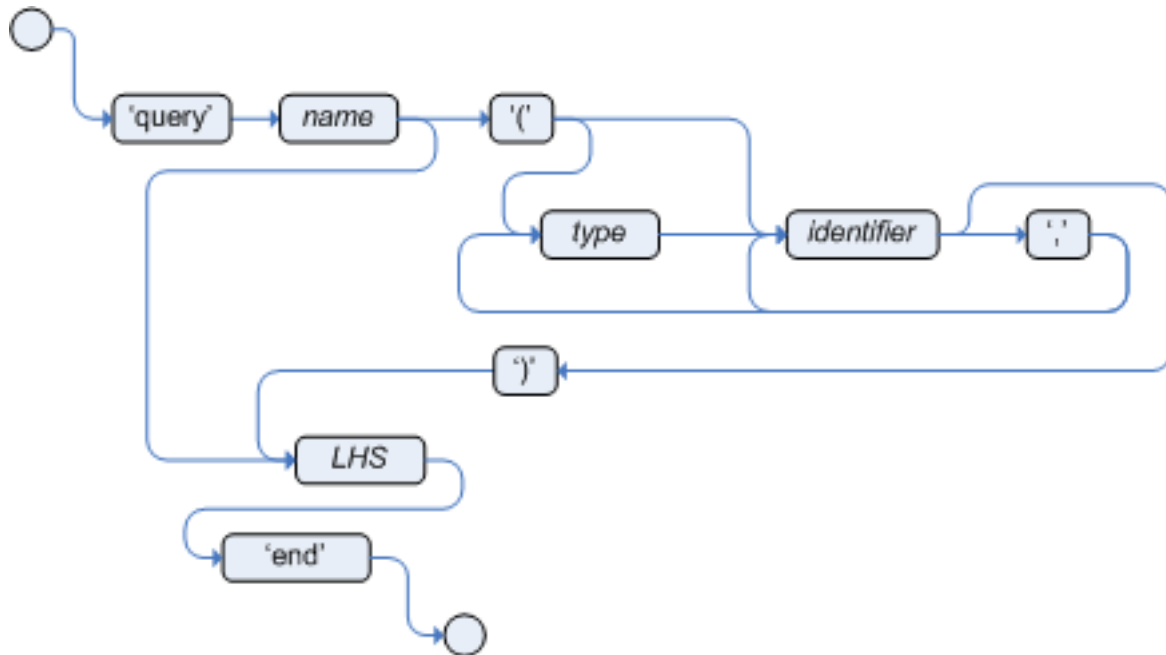 ‘query’ name '('
type identifier ‘,’
‘)’
LHS
‘end’